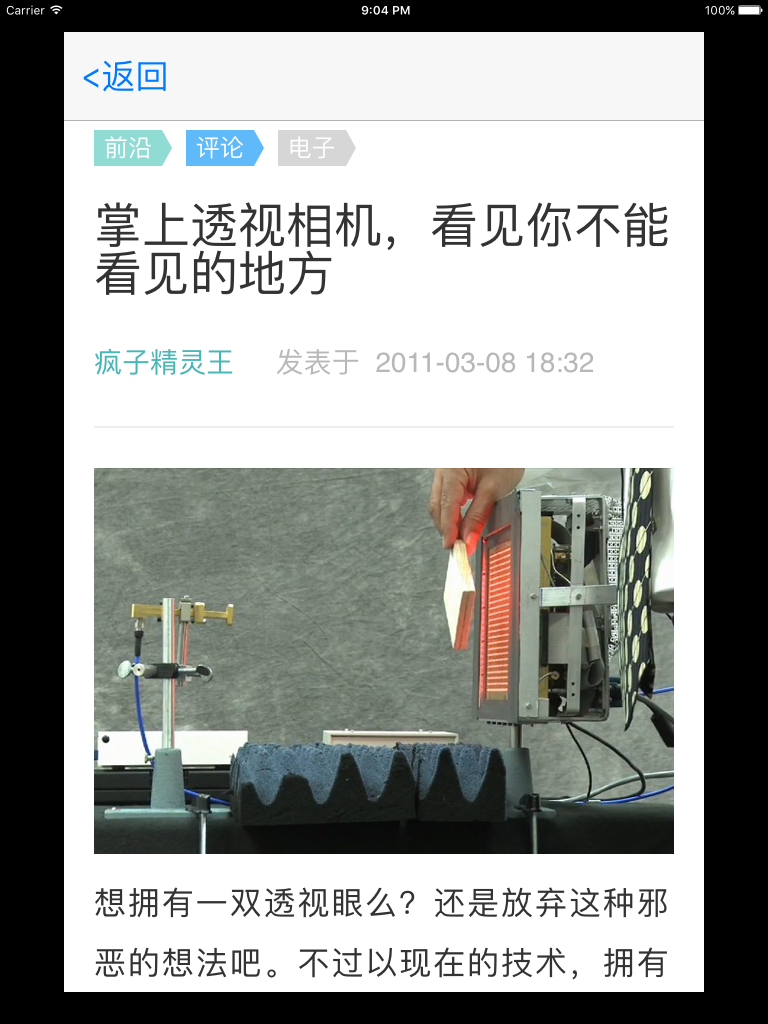 Carrier 9:04 PM 100%
<返回
前沿 评论 电子
掌上透视相机，看见你不能
看见的地方
疯子精灵王 发表于 2011-03-08 18:32
想拥有一双透视眼么？还是放弃这种邪
恶的想法吧。不过以现在的技术，拥有